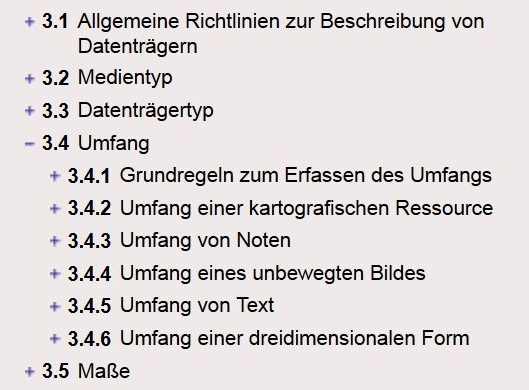 + 3.1 Allgemeine Richtlinien zur Beschreibung von
Datenträgern
+ 3.2 Medientyp
+ 3.3 Datenträgertyp
− 3.4 Umfang
+ 3.4.1 Grundregeln zum Erfassen des Umfangs
+ 3.4.2 Umfang einer kartografischen Ressource
+ 3.4.3 Umfang von Noten
+ 3.4.4 Umfang eines unbewegten Bildes
+ 3.4.5 Umfang von Text
+ 3.4.6 Umfang einer dreidimensionalen Form
+ 3.5 Maße